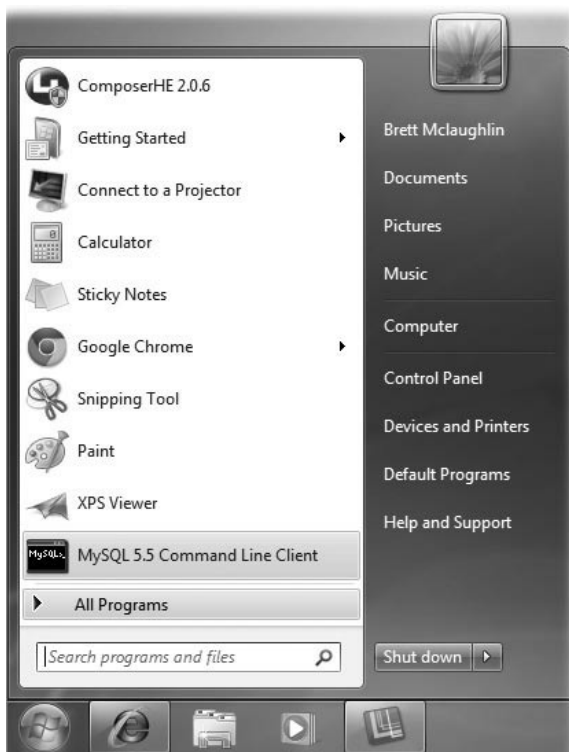 ComposerHE 2.0.6
Getting Started
Connect to a Projector
Calculator
Sticky Notes
Google Chrome
Snipping Tool
Paint
XPS Viewer
MySQL>_
MySQL 5.5 Command Line Client
All Programs
Search programs and files
Brett Mclaughlin
Documents
Pictures
Music
Computer
Control Panel
Devices and Printers
Default Programs
Help and Support
Shut down